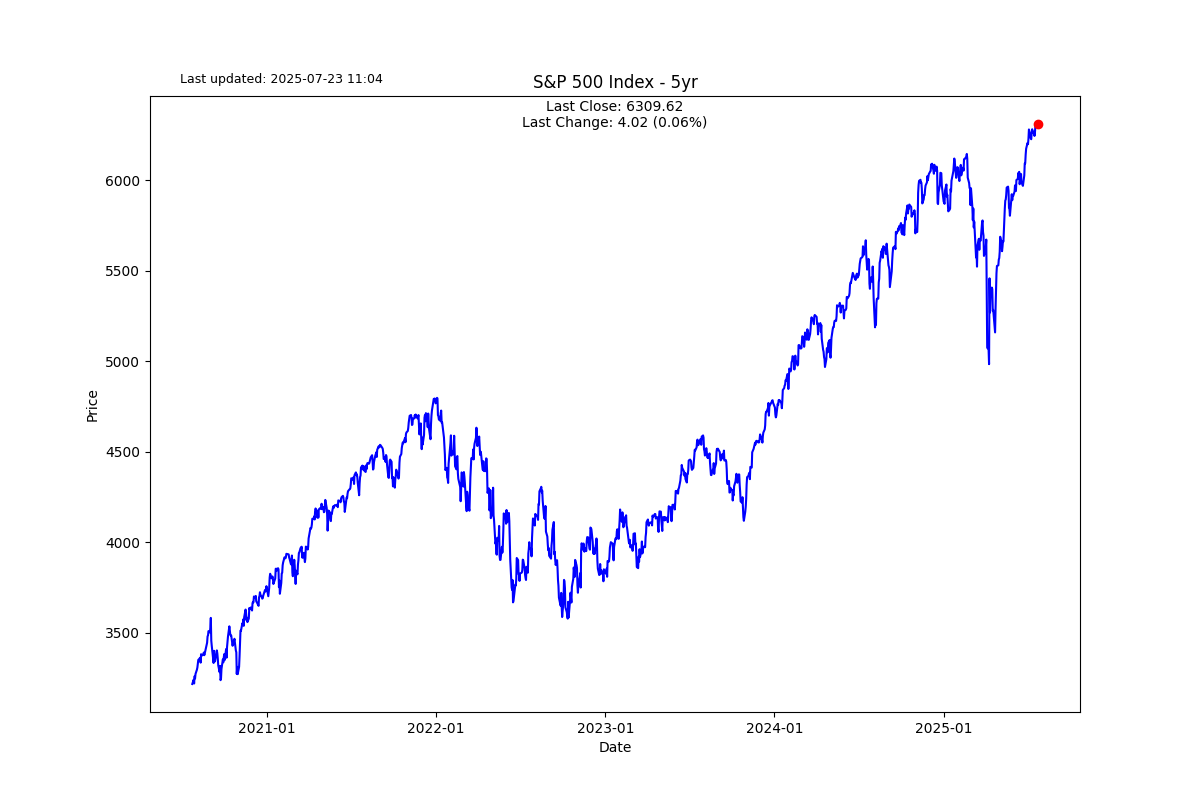 Last updated: 2025-07-23 11:04
S&P 500 Index - 5yr
Last Close: 6309.62
Last Change: 4.02 (0.06%)
6000
5500
5000
4500
4000
3500
Price
2021-01
2022-01
2023-01
2024-01
2025-01
Date